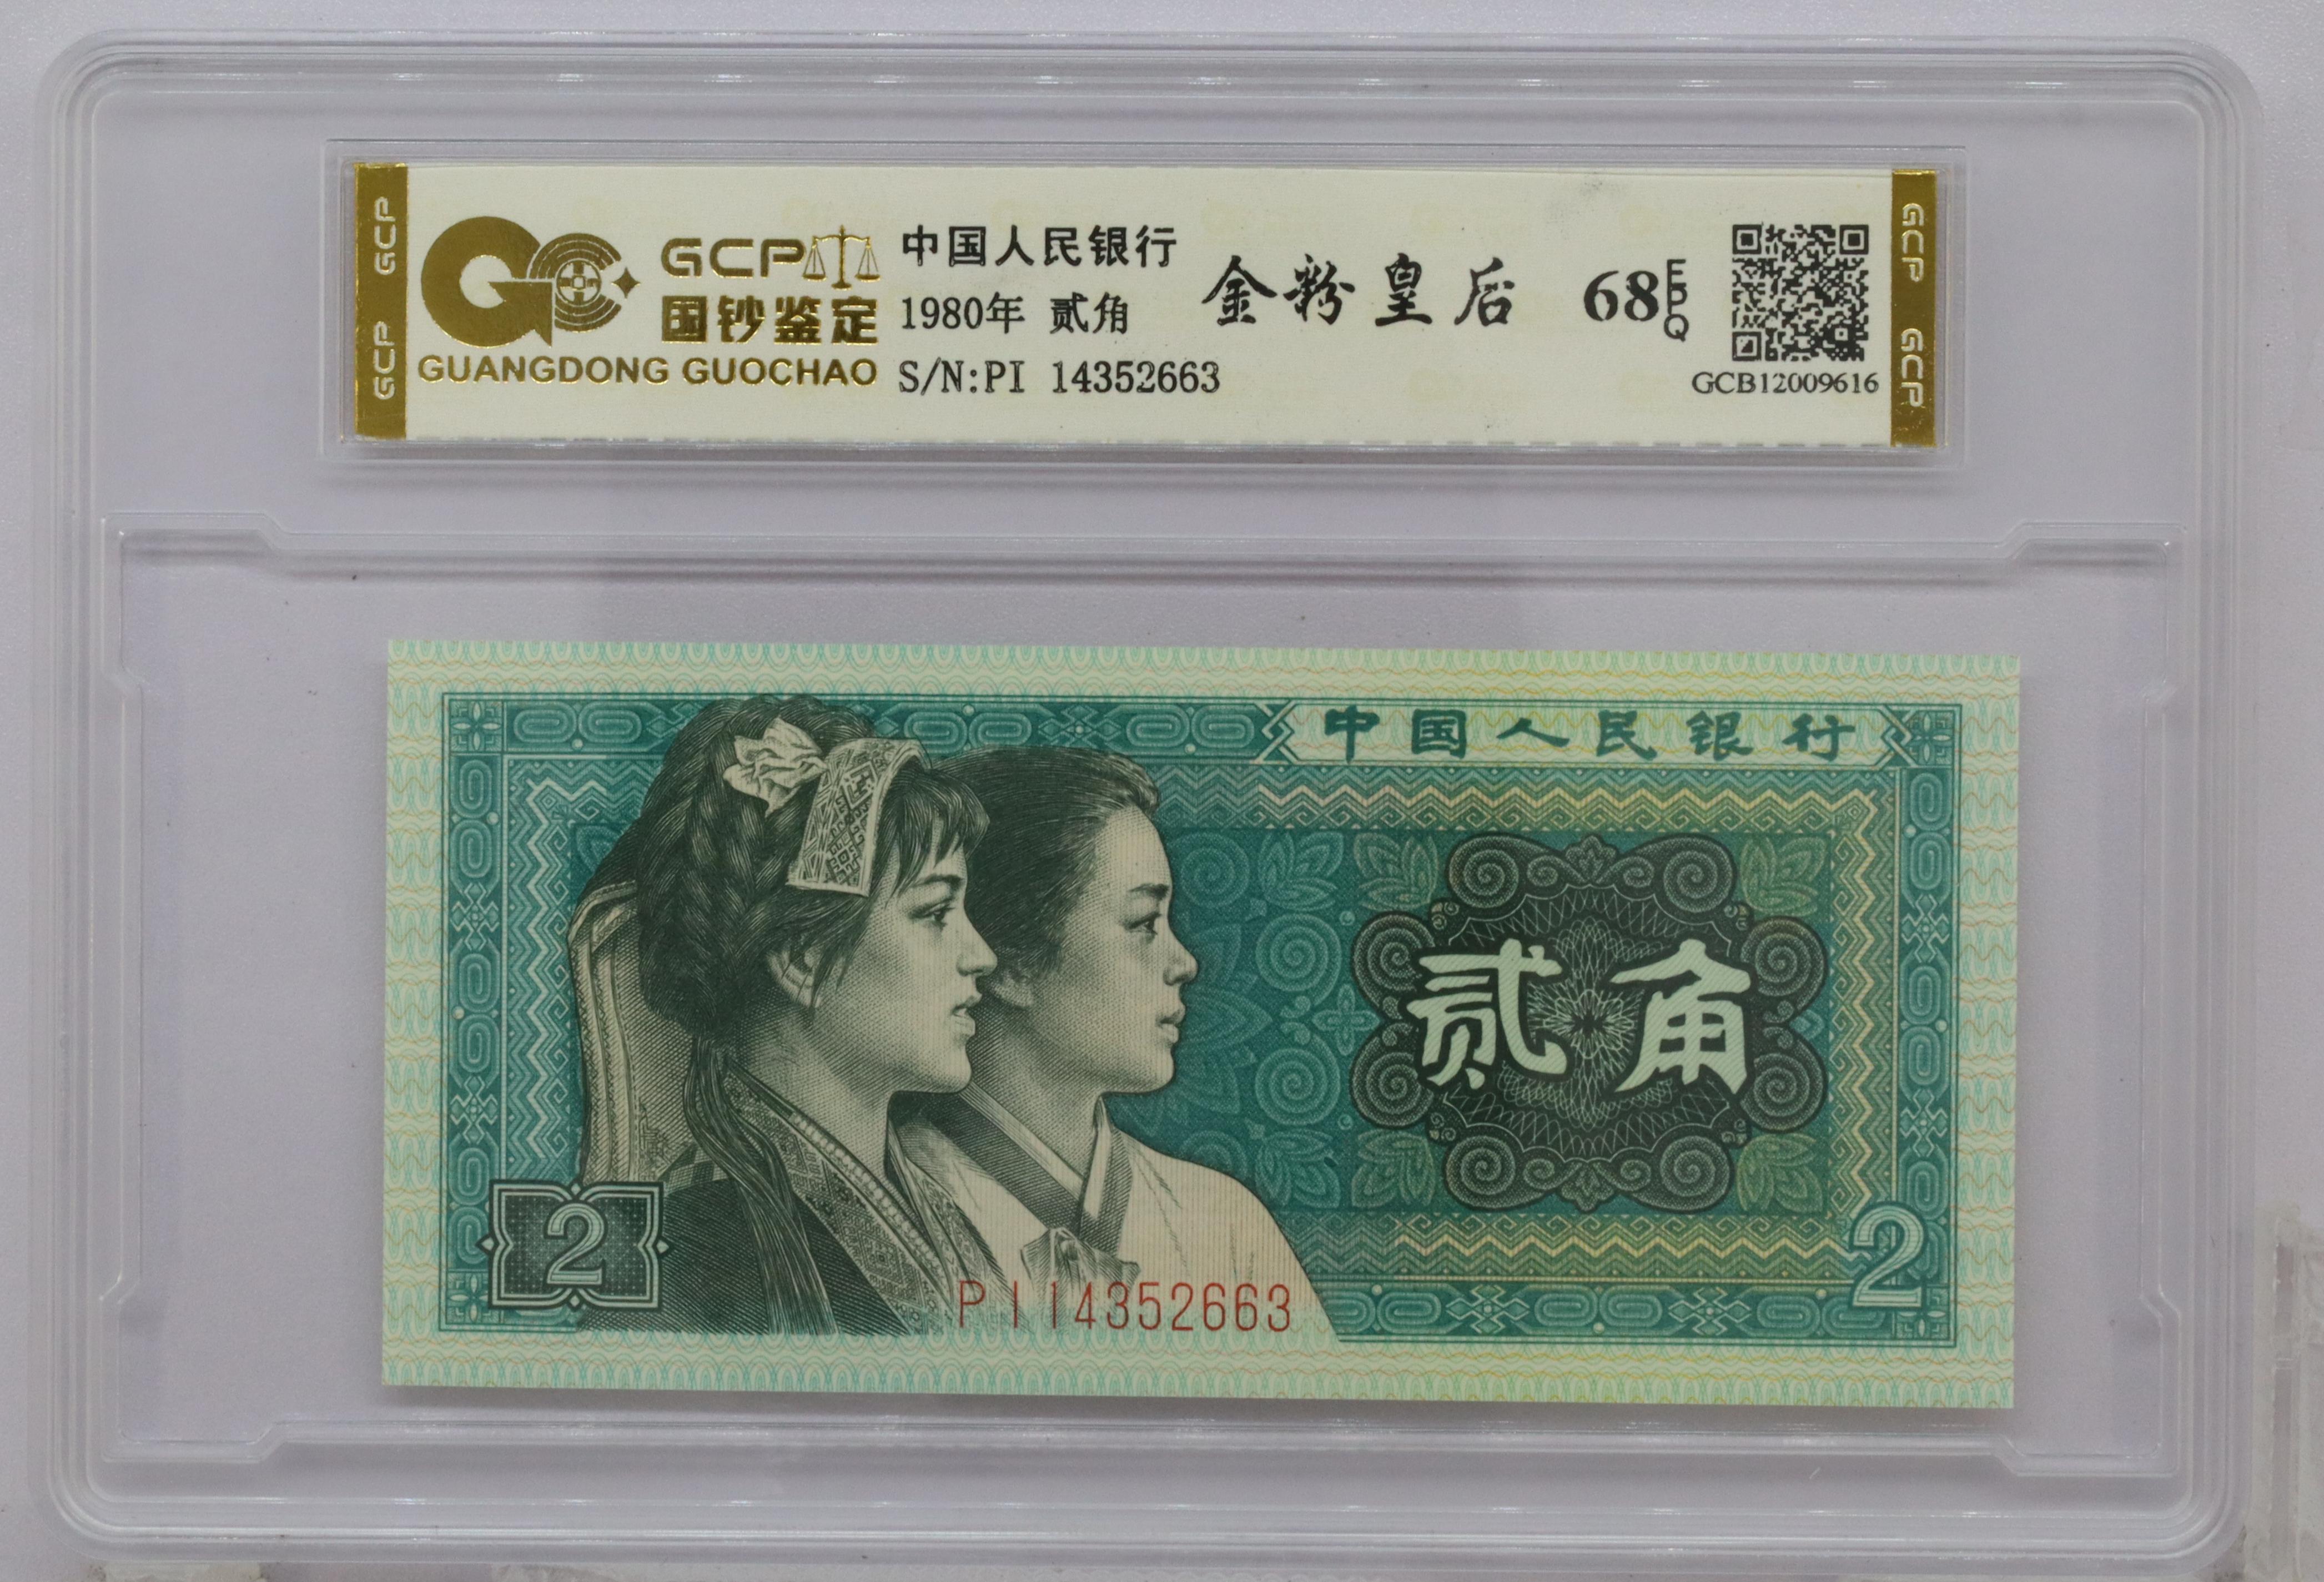 GCP GCP
GCP
国钞鉴定
GUANGDONG GUOCHAO
中国人民银行
1980年 贰角
S/N:PI 14352663
金粉皇后
68 EPQ
GCB12009616
GCP GCP
中国人民银行
贰角
2
2
PI 14352663